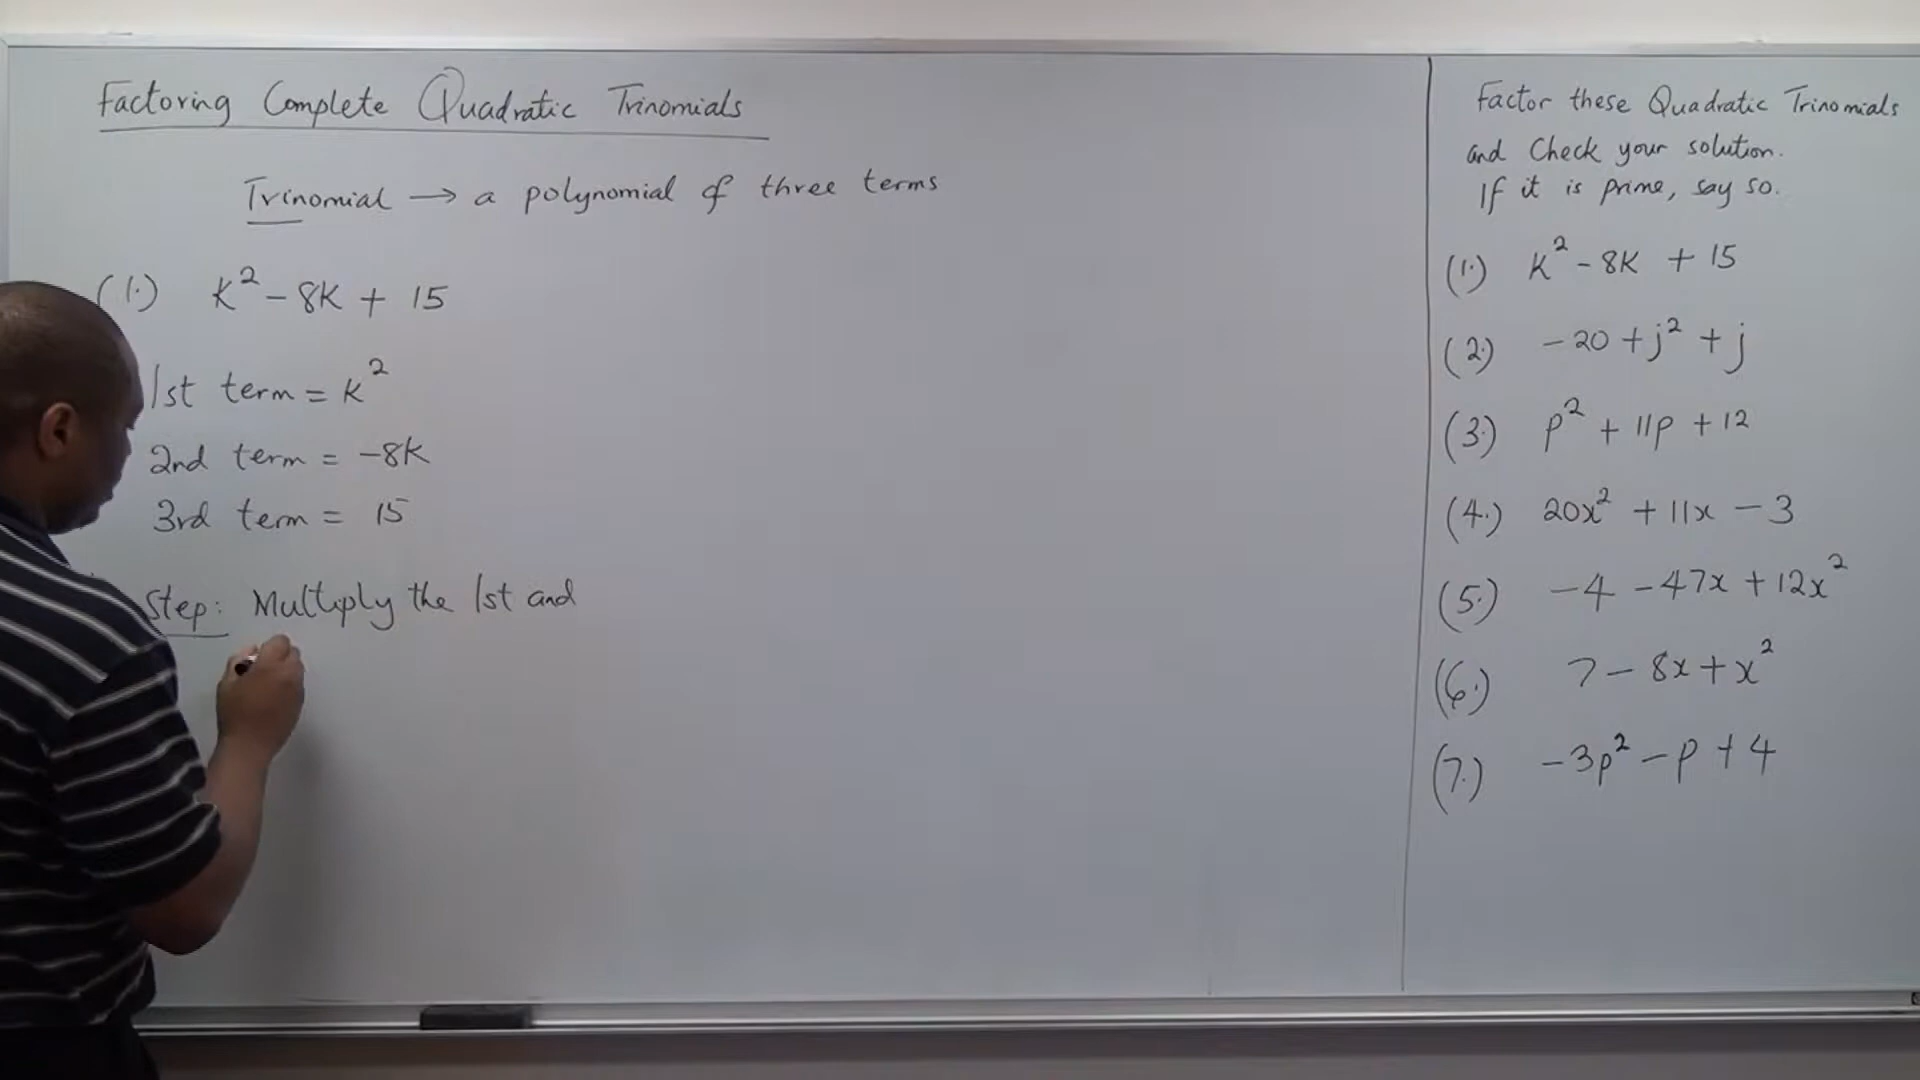 Factoring Complete Quadratic Trinomials
Trinomial → a polynomial of three terms
(1.) k² - 8k + 15
1st term = k²
2nd term = -8k
3rd term = 15
Step: Multiply the 1st and
Factor these Quadratic Trinomials
and Check your solution.
If it is prime, say so.
(1.) k² - 8k + 15
(2.) -20 + j² + j
(3.) p² + 11p + 12
(4.) 20x² + 11x - 3
(5.) -4 - 47x + 12x²
(6.) 7 - 8x + x²
(7.) -3p² - p + 4